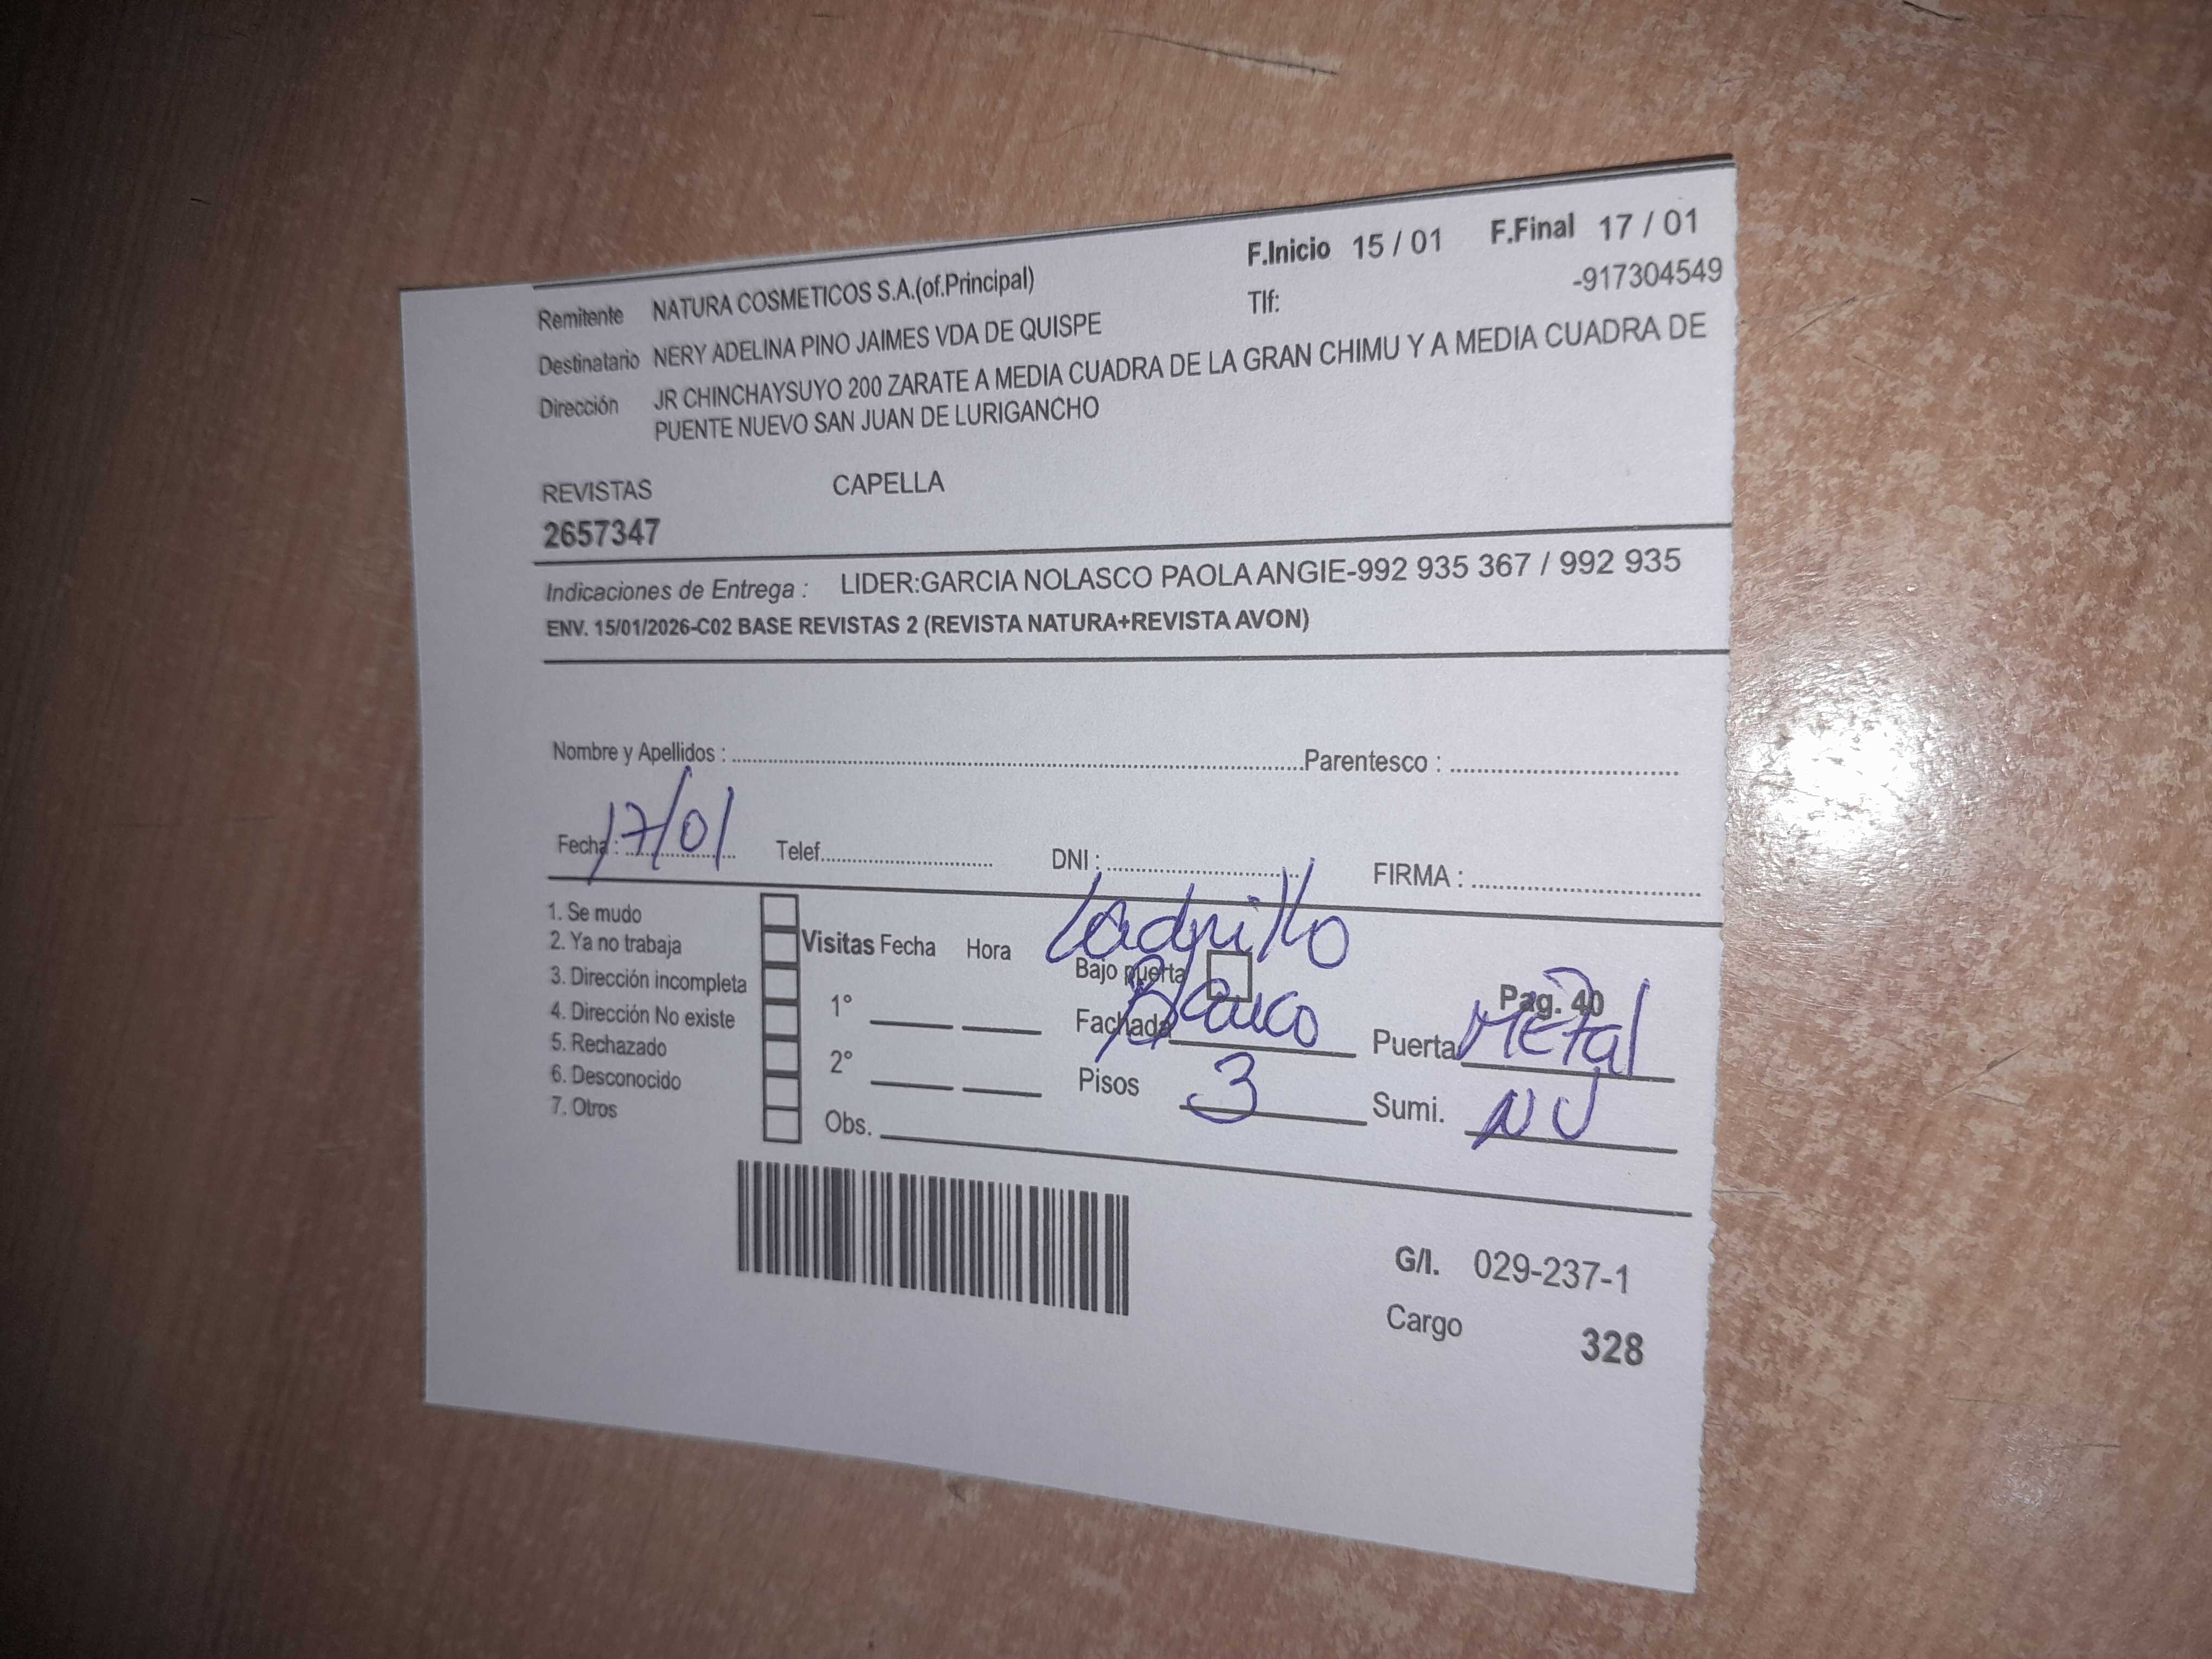 F.Inicio 15 / 01 F.Final 17 / 01
Remitente NATURA COSMETICOS S.A.(of.Principal) Tlf: -917304549
Destinatario NERY ADELINA PINO JAIMES VDA DE QUISPE
Dirección JR CHINCHAYSUYO 200 ZARATE A MEDIA CUADRA DE LA GRAN CHIMU Y A MEDIA CUADRA DE
PUENTE NUEVO SAN JUAN DE LURIGANCHO
REVISTAS CAPELLA
2657347
Indicaciones de Entrega : LIDER:GARCIA NOLASCO PAOLA ANGIE-992 935 367 / 992 935
ENV. 15/01/2026-C02 BASE REVISTAS 2 (REVISTA NATURA+REVISTA AVON)
Nombre y Apellidos : Parentesco :
Fecha : 17/01 Telef. DNI : FIRMA :
1. Se mudo
2. Ya no trabaja
3. Dirección incompleta
4. Dirección No existe
5. Rechazado
6. Desconocido
7. Otros
Visitas Fecha Hora
1°
2°
Obs.
Ladrillo
Bajo puerta
Pag. 40
Fachada Blanco Puerta Metal
Pisos 3 Sumi. NV
G/I. 029-237-1
Cargo 328